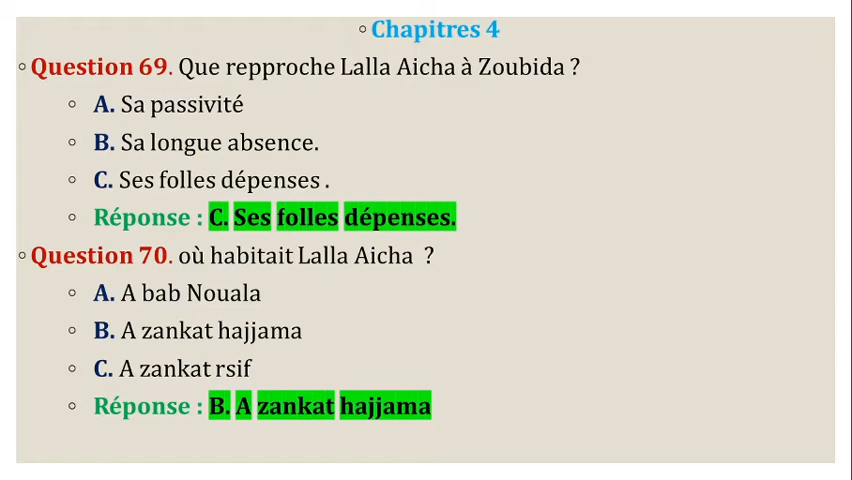 Chapitres 4
Question 69. Que repproche Lalla Aicha à Zoubida ?
A. Sa passivité
B. Sa longue absence.
C. Ses folles dépenses .
Réponse : C. Ses folles dépenses.
Question 70. où habitait Lalla Aicha ?
A. A bab Nouala
B. A zankat hajjama
C. A zankat rsif
Réponse : B. A zankat hajjama